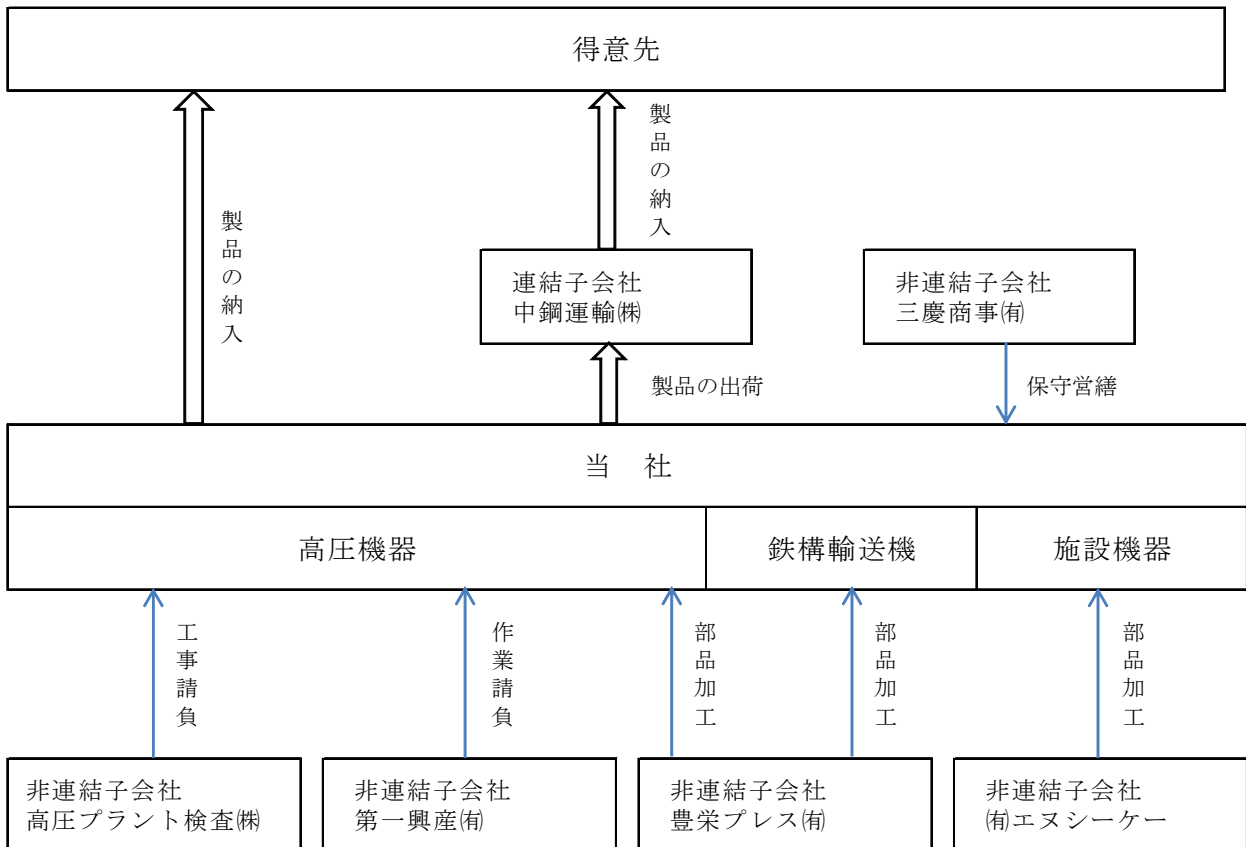 得意先
製品の納入
製品の納入
連結子会社
中鋼運輸㈱
非連結子会社
三慶商事㈲
製品の出荷
保守営繕
当　社
高圧機器
鉄構輸送機
施設機器
工事請負
作業請負
部品加工
部品加工
部品加工
非連結子会社
高圧プラント検査㈱
非連結子会社
第一興産㈲
非連結子会社
豊栄プレス㈲
非連結子会社
㈲エヌシーケー